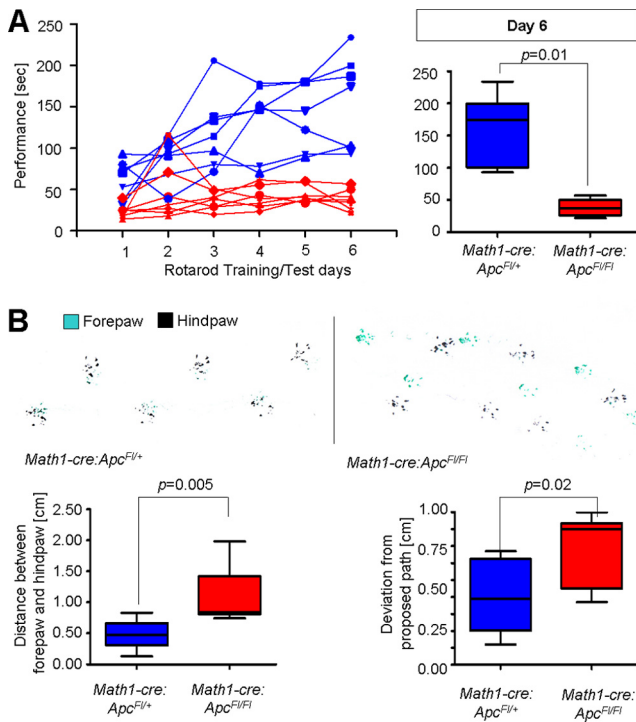 A
Performance [sec]
250
200
150
100
50
0
1 2 3 4 5 6
Rotarod Training/Test days
Day 6
p=0.01
250
200
150
100
50
0
Math1-cre: Math1-cre:
ApcFl/+ ApcFl/Fl
B
Forepaw Hindpaw
Math1-cre:ApcFl/+ Math1-cre:ApcFl/Fl
p=0.005
Distance between
forepaw and hindpaw [cm]
2.50
2.00
1.50
1.00
0.50
0.00
Math1-cre: Math1-cre:
ApcFl/+ ApcFl/Fl
p=0.02
Deviation from
proposed path [cm]
1.00
0.75
0.50
0.25
0.00
Math1-cre: Math1-cre:
ApcFl/+ ApcFl/Fl